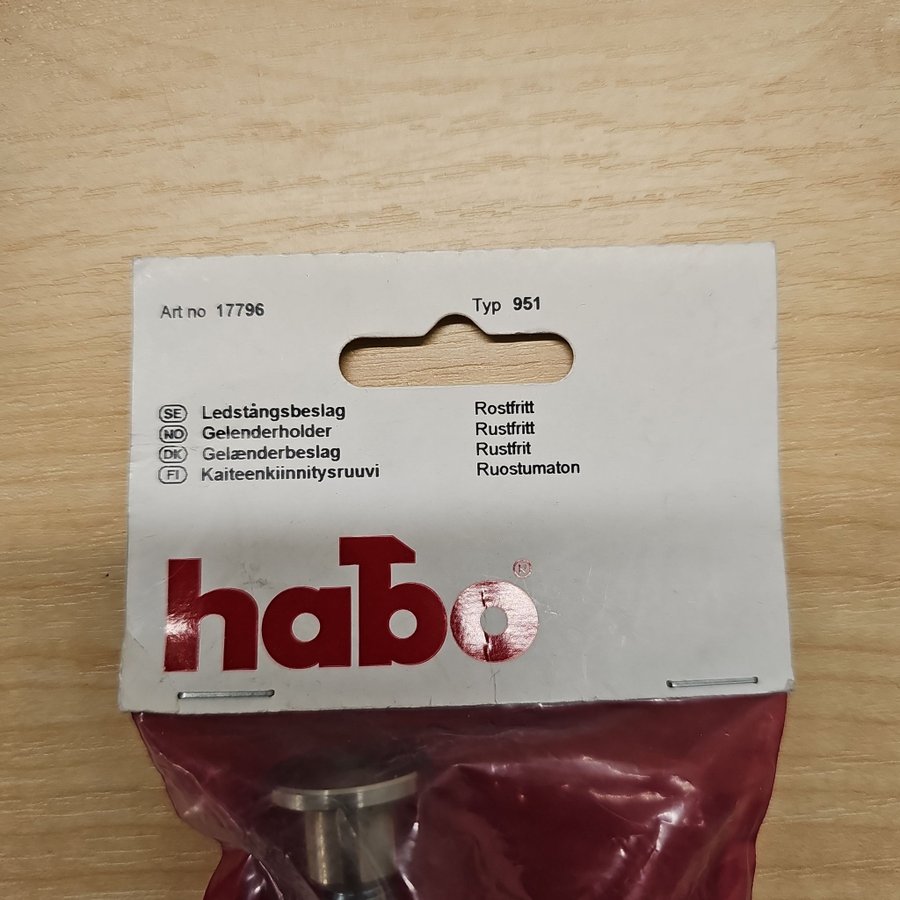 Art no 17796 Typ 951
SE Ledstångsbeslag Rostfritt
NO Gelenderholder Rustfritt
DK Gelænderbeslag Rustfrit
FI Kaiteenkiinnitysruuvi Ruostumaton
habo